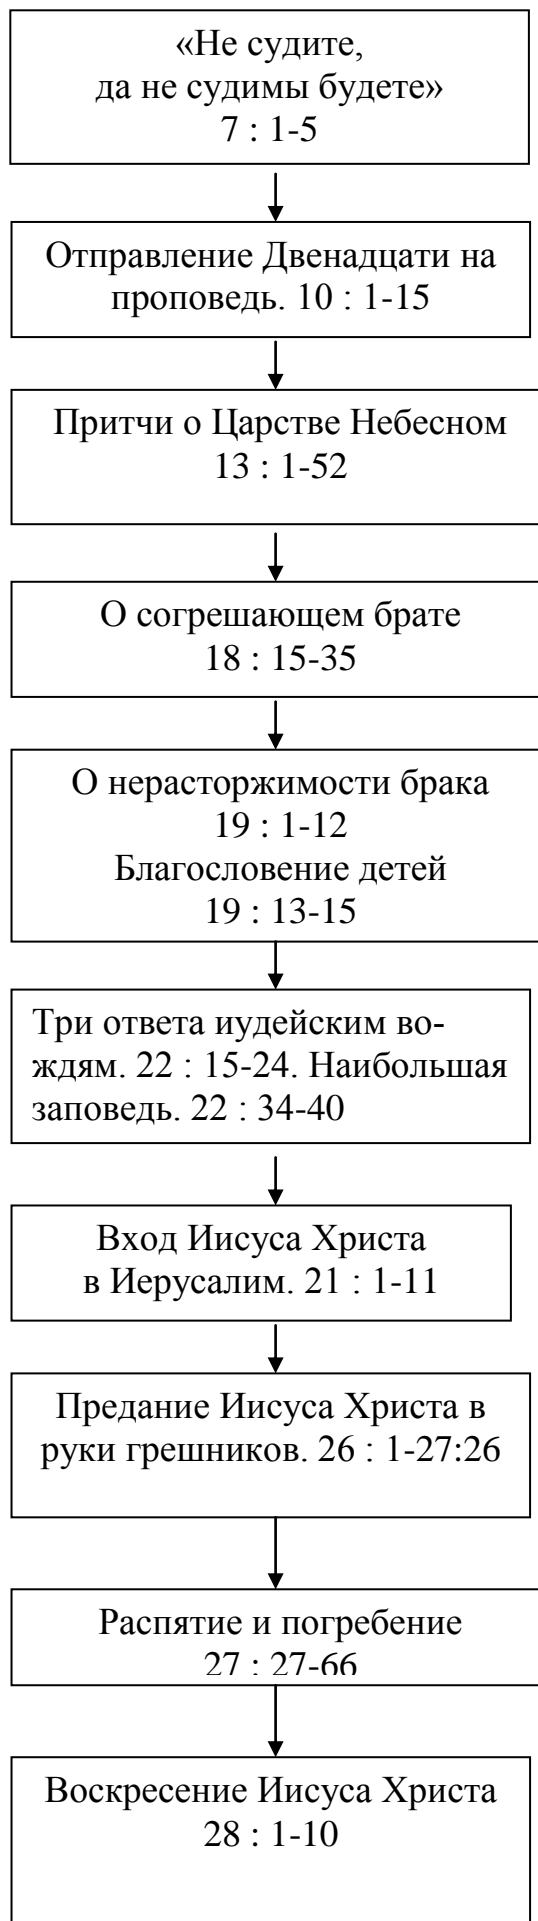 «Не судите,
да не судимы будете»
7 : 1-5
Отправление Двенадцати на
проповедь. 10 : 1-15
Притчи о Царстве Небесном
13 : 1-52
О согрешающем брате
18 : 15-35
О нерасторжимости брака
19 : 1-12
Благословение детей
19 : 13-15
Три ответа иудейским во-
ждям. 22 : 15-24. Наибольшая
заповедь. 22 : 34-40
Вход Иисуса Христа
в Иерусалим. 21 : 1-11
Предание Иисуса Христа в
руки грешников. 26 : 1-27:26
Распятие и погребение
27 : 27-66
Воскресение Иисуса Христа
28 : 1-10